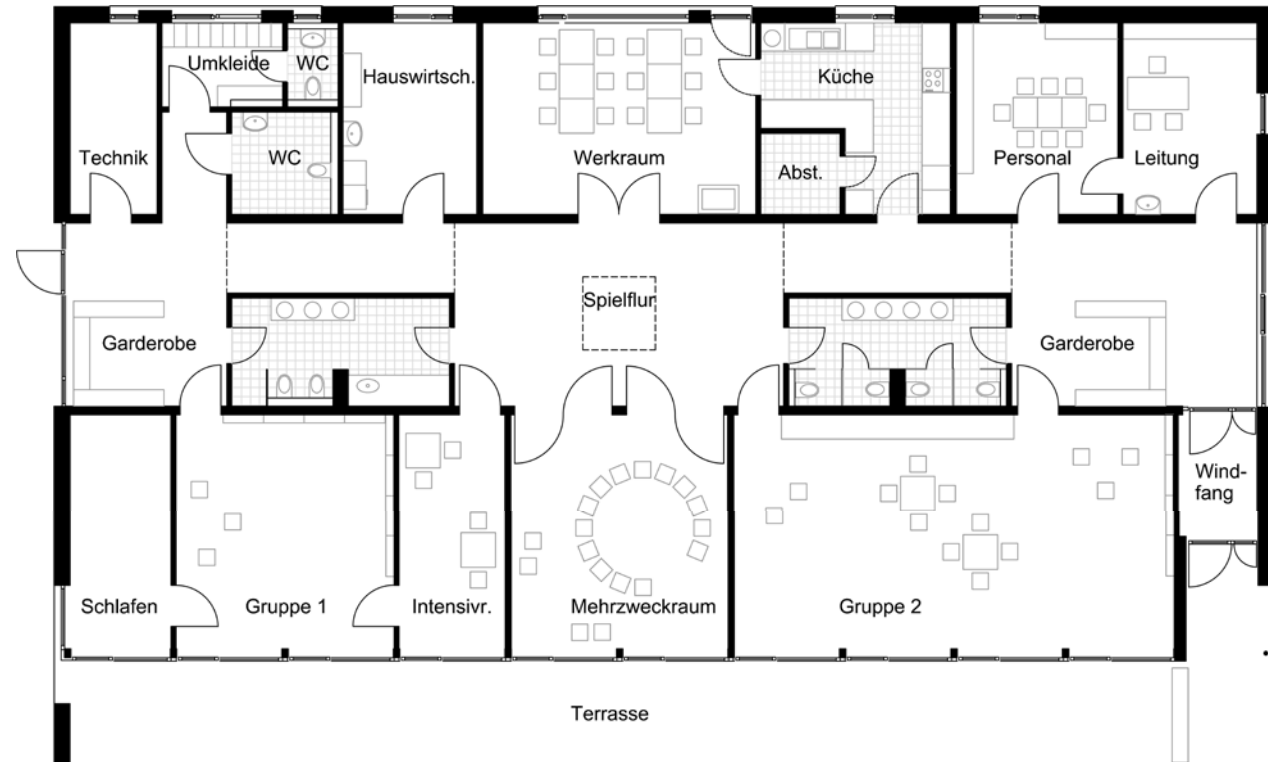 Umkleide
WC
Hauswirtsch.
Küche
Technik
WC
Werkraum
Abst.
Personal
Leitung
Spielflur
Garderobe
Garderobe
Wind-
fang
Schlafen
Gruppe 1
Intensivr.
Mehrzweckraum
Gruppe 2
Terrasse